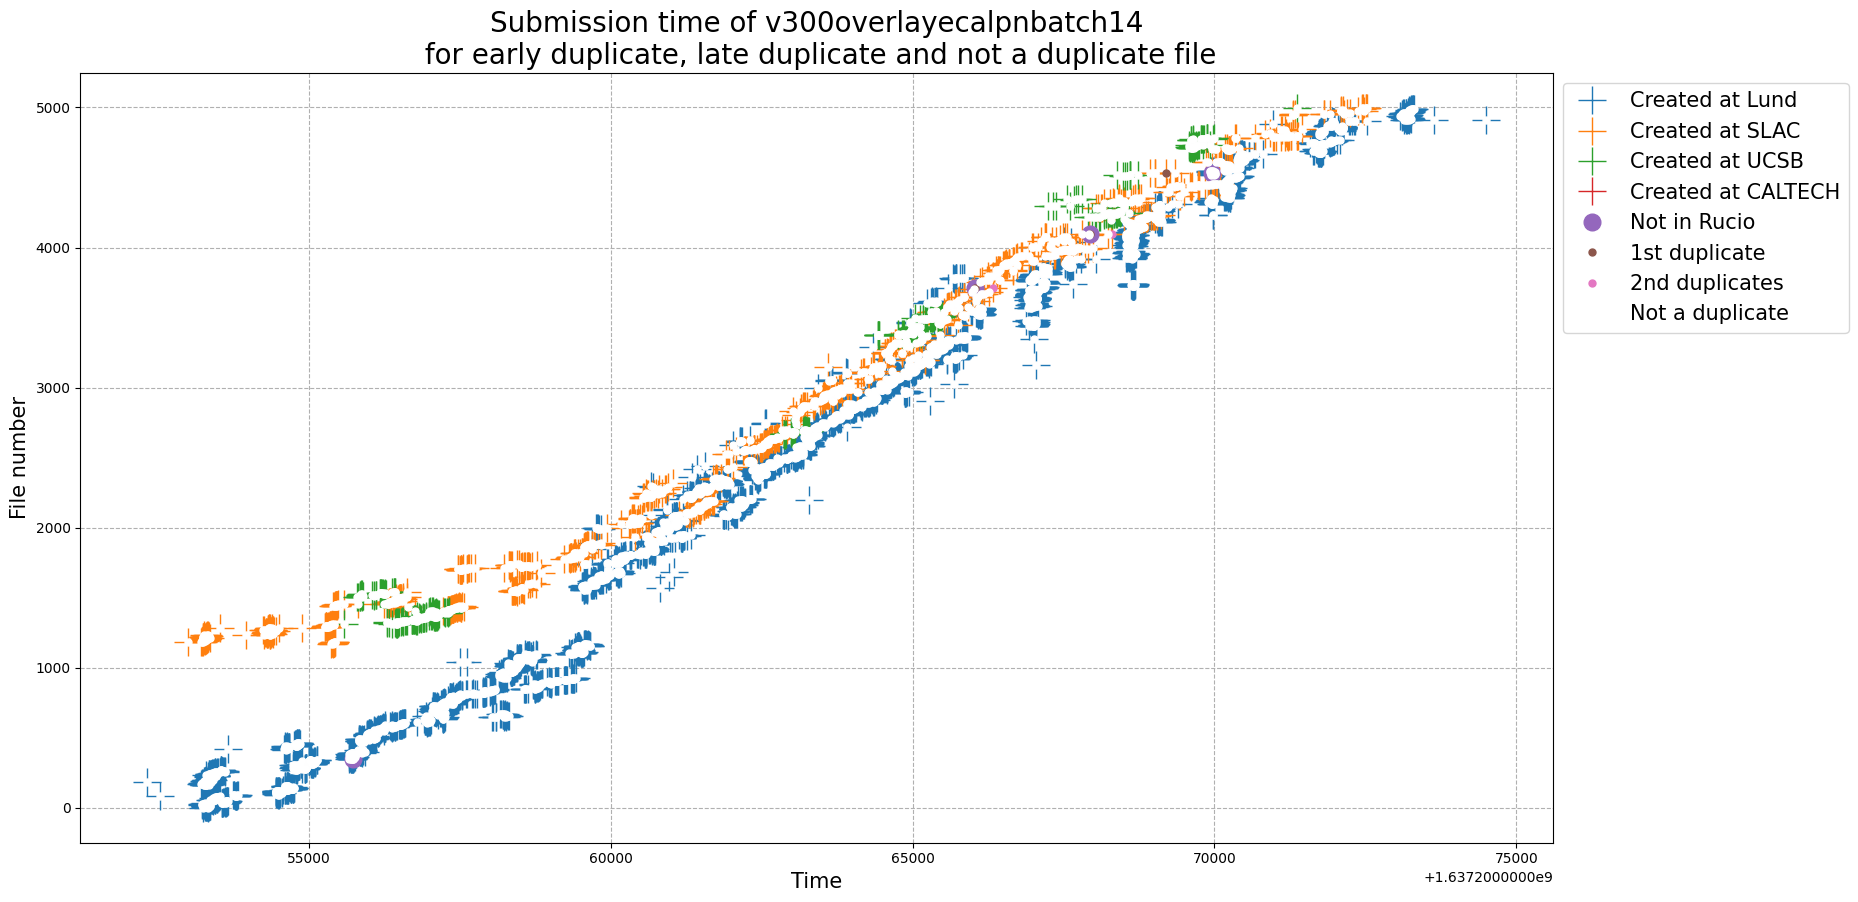 Submission time of v300overlayecalpnbatch14
for early duplicate, late duplicate and not a duplicate file
Created at Lund
Created at SLAC
Created at UCSB
Created at CALTECH
Not in Rucio
1st duplicate
2nd duplicates
Not a duplicate
File number
5000
4000
3000
2000
1000
0
55000
60000
65000
70000
75000
Time
+1.6372000000e9